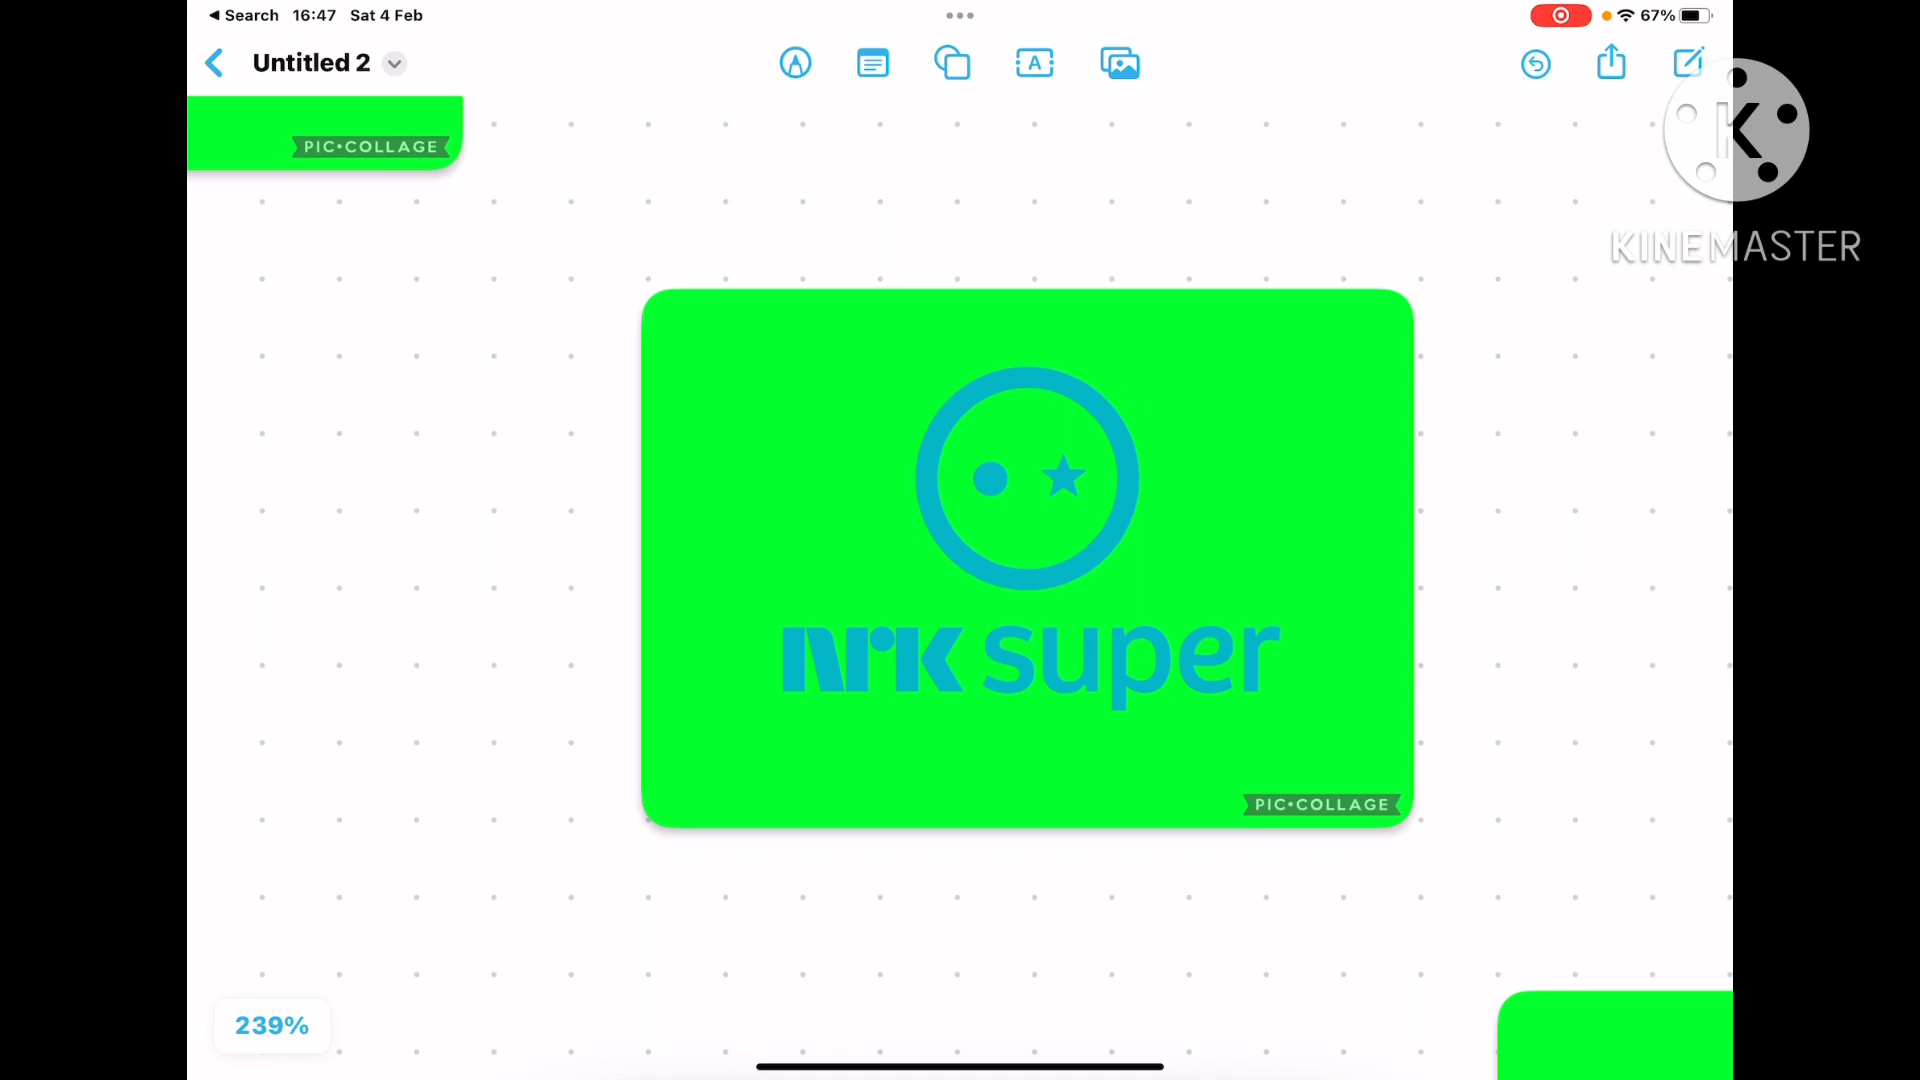 Search 16:47 Sat 4 Feb
67%
Untitled 2
A
K
KINEMASTER
PIC•COLLAGE
nrk super
PIC•COLLAGE
239%